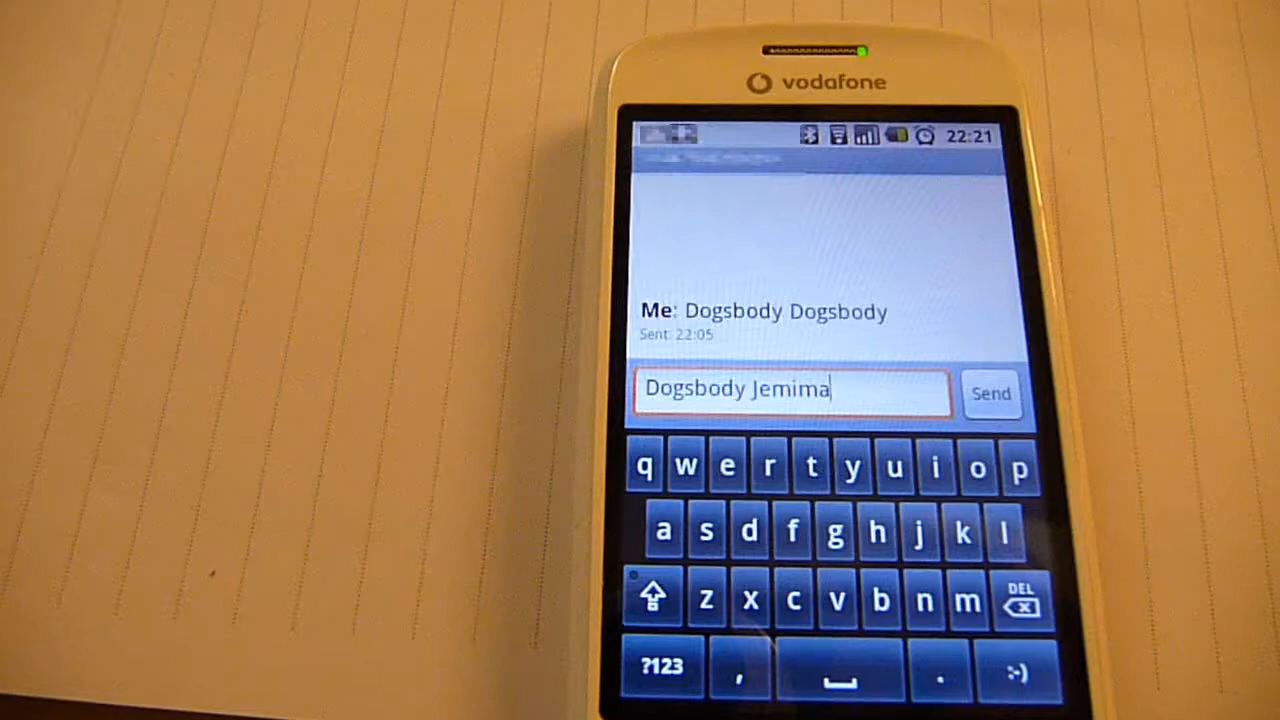 vodafone
22:21
Me: Dogsbody Dogsbody
Sent: 22:05
Dogsbody Jemima
Send
q w e r t y u i o p
a s d f g h j k l
z x c v b n m DEL
?123 , . :-)